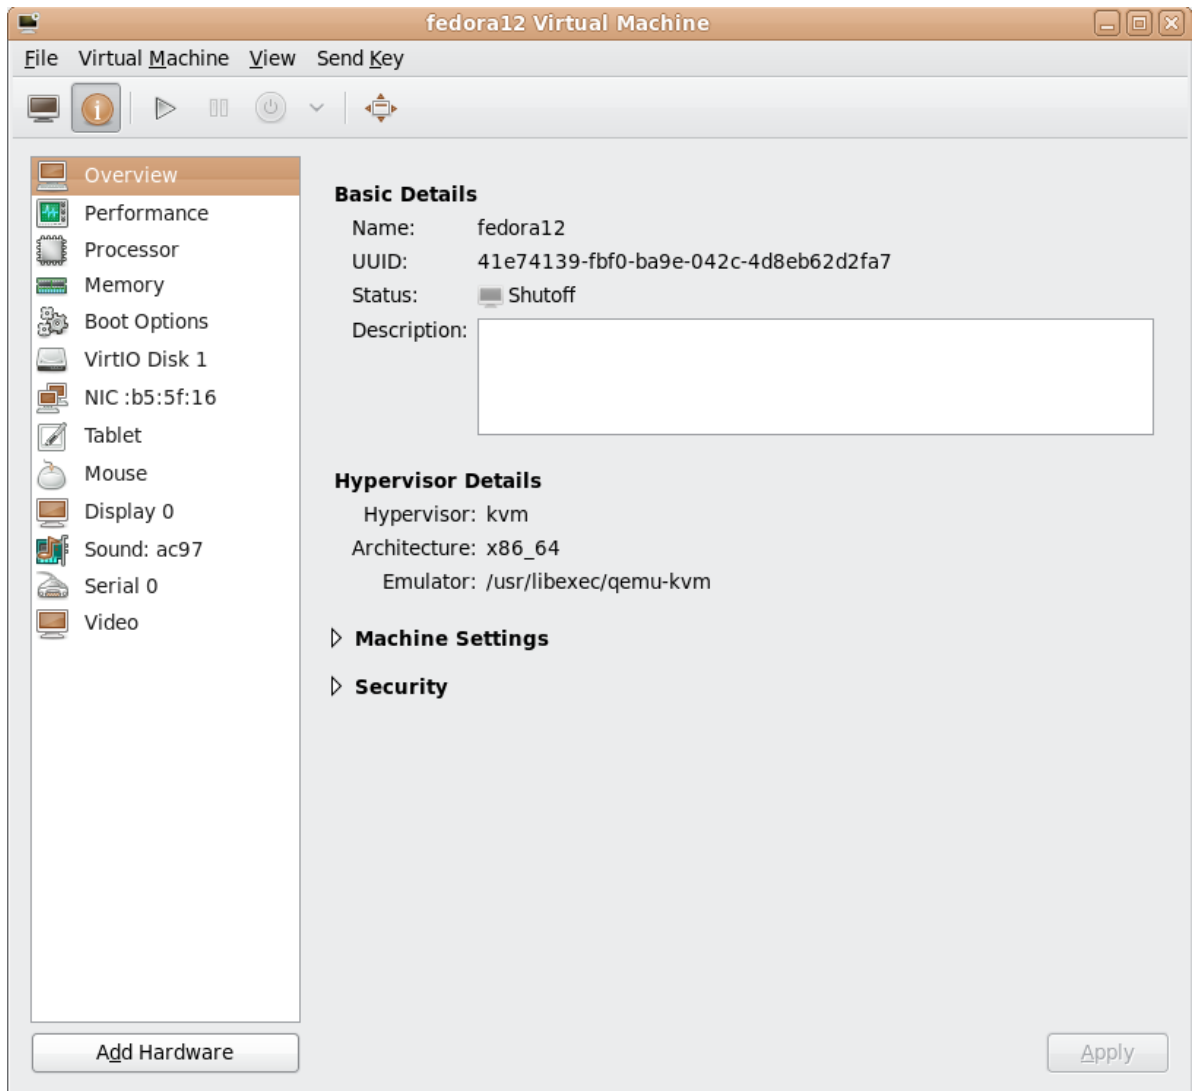 fedora12 Virtual Machine
File Virtual Machine View Send Key
Overview
Performance
Processor
Memory
Boot Options
VirtIO Disk 1
NIC :b5:5f:16
Tablet
Mouse
Display 0
Sound: ac97
Serial 0
Video
Add Hardware
Basic Details
Name: fedora12
UUID: 41e74139-fbf0-ba9e-042c-4d8eb62d2fa7
Status: Shutoff
Description:
Hypervisor Details
Hypervisor: kvm
Architecture: x86_64
Emulator: /usr/libexec/qemu-kvm
Machine Settings
Security
Apply